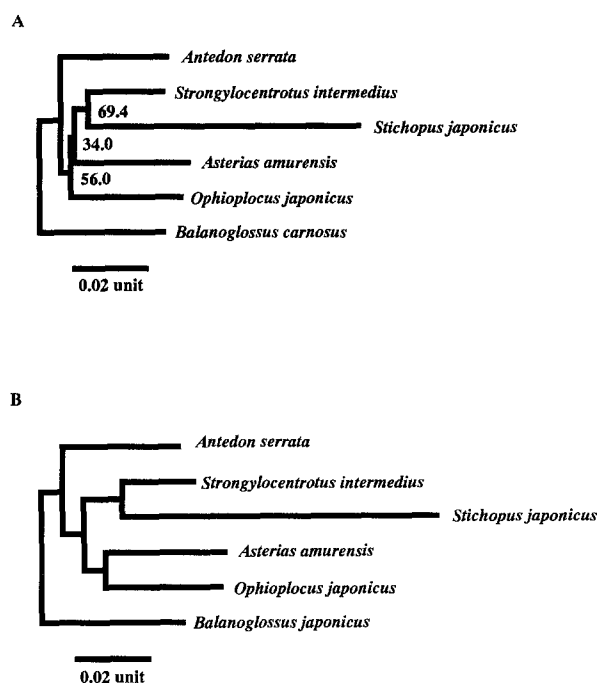 A
Antedon serrata
Strongylocentrotus intermedius
69.4
Stichopus japonicus
34.0
Asterias amurensis
56.0
Ophioplocus japonicus
Balanoglossus carnosus
0.02 unit
B
Antedon serrata
Strongylocentrotus intermedius
Stichopus japonicus
Asterias amurensis
Ophioplocus japonicus
Balanoglossus japonicus
0.02 unit